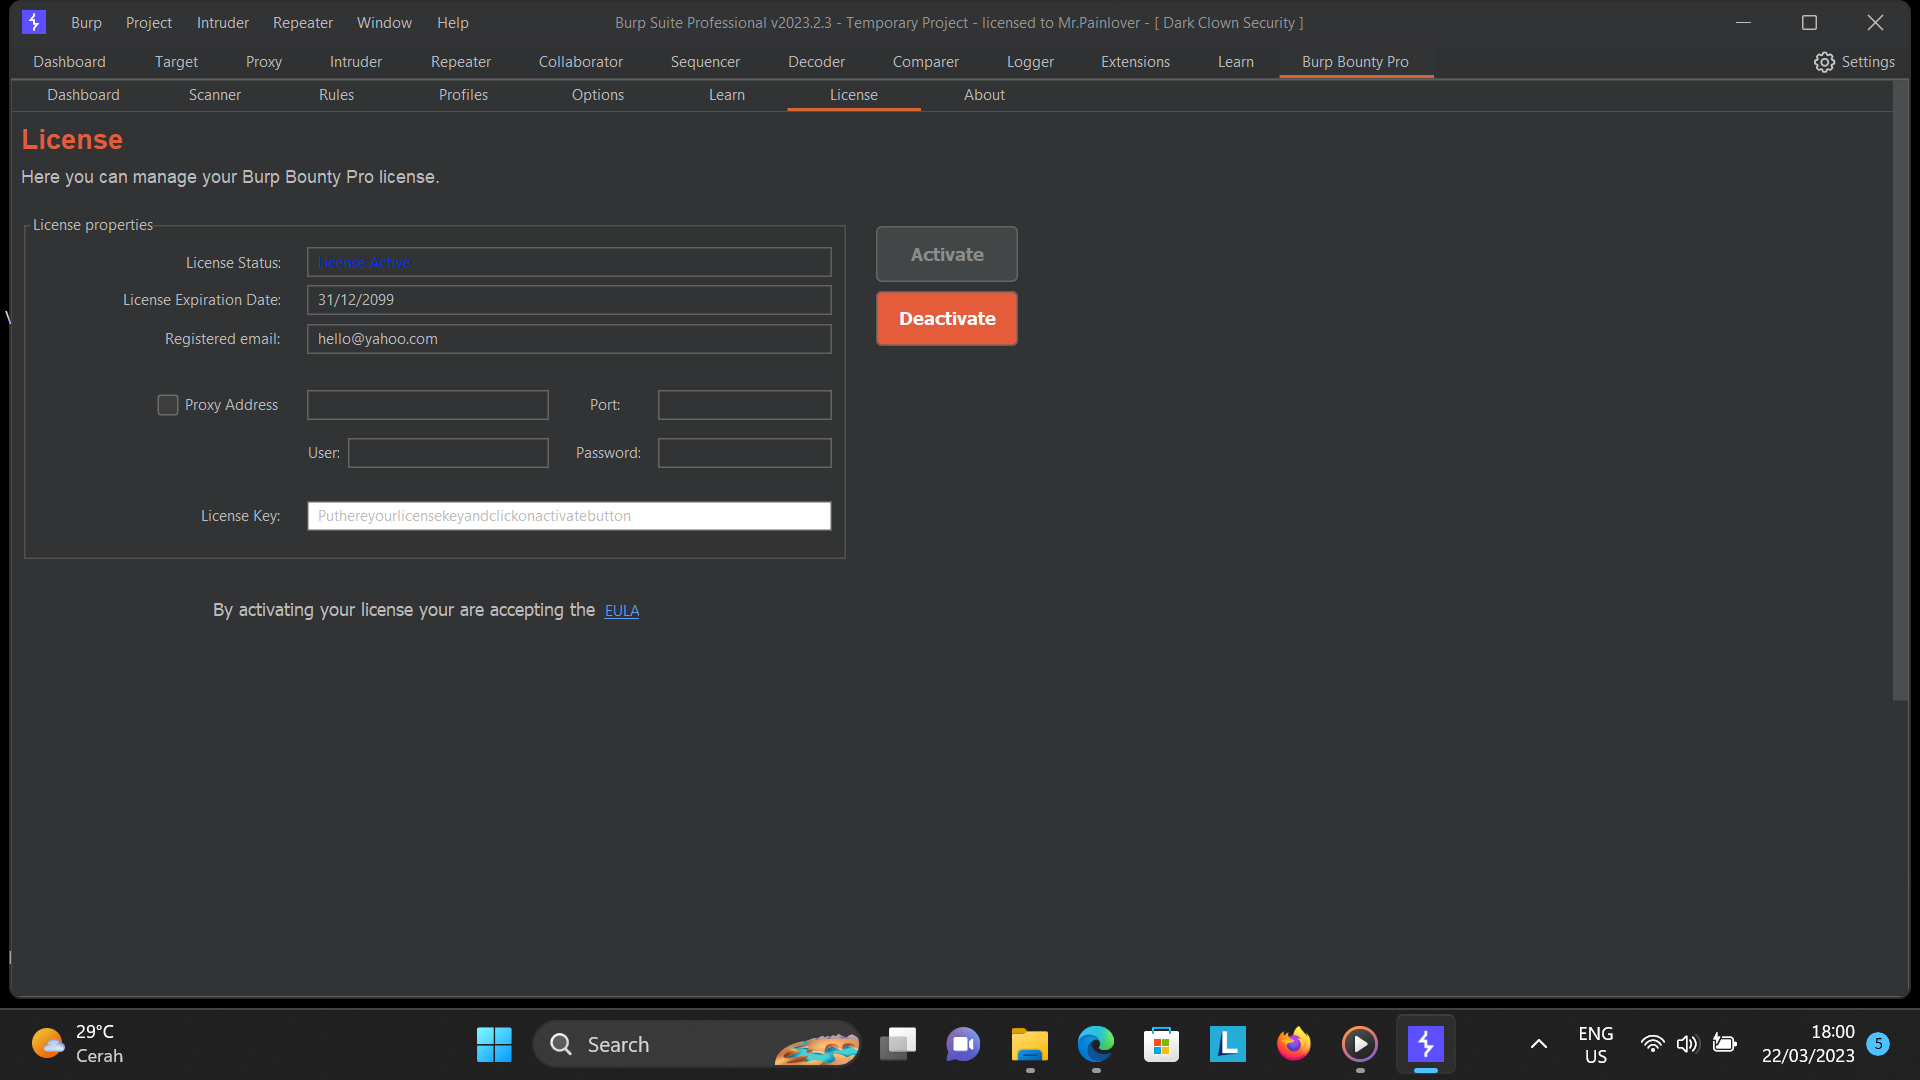 Burp Project Intruder Repeater Window Help Burp Suite Professional v2023.2.3 - Temporary Project - licensed to Mr.Painlover - [ Dark Clown Security ]
Dashboard Target Proxy Intruder Repeater Collaborator Sequencer Decoder Comparer Logger Extensions Learn Burp Bounty Pro Settings
Dashboard Scanner Rules Profiles Options Learn License About
License
Here you can manage your Burp Bounty Pro license.
License properties
License Status: License Active
Activate
License Expiration Date: 31/12/2099
Deactivate
Registered email: hello@yahoo.com
Proxy Address Port:
User: Password:
License Key: Puthereyourlicensekeyandclickonactivatebutton
By activating your license your are accepting the EULA
29°C
Cerah
Search
L
ENG
US
18:00
22/03/2023
5